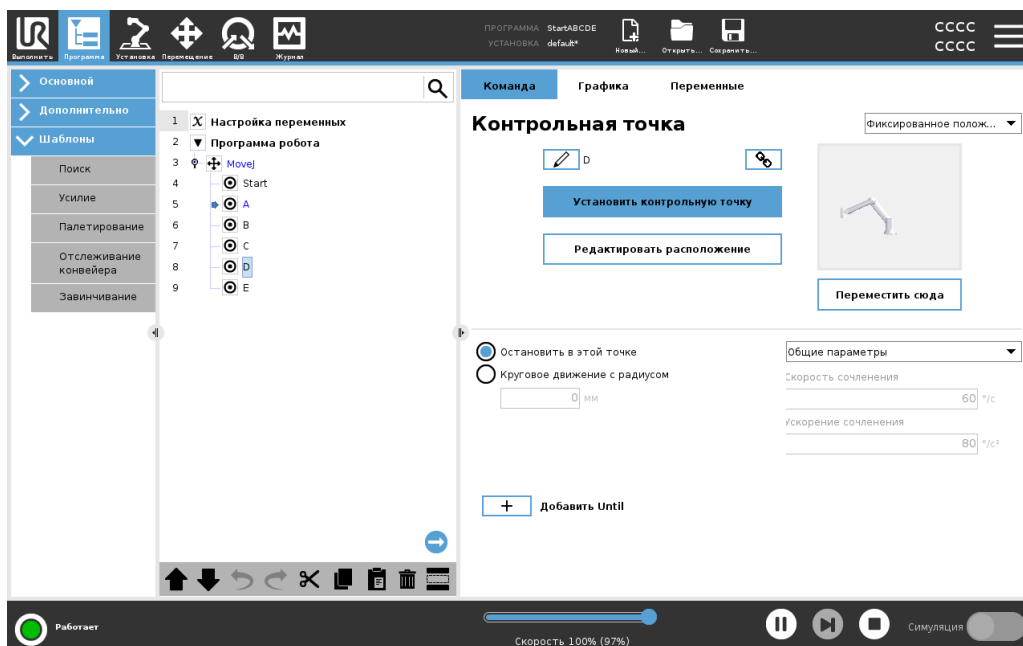 ПРОГРАММА StartABCDE
УСТАНОВКА default*
Выполнить
Программа
Установка
Перемещение
В/В
Журнал
Новый...
Открыть...
Сохранить...
CCCC
CCCC
Основной
Дополнительно
Шаблоны
Поиск
Усилие
Палетирование
Отслеживание
конвейера
Завинчивание
1 X Настройка переменных
2 Программа робота
3 MoveJ
4 Start
5 A
6 B
7 C
8 D
9 E
Команда
Графика
Переменные
Контрольная точка
Фиксированное полож...
D
Установить контрольную точку
Редактировать расположение
Переместить сюда
Остановить в этой точке
Круговое движение с радиусом
0 мм
Общие параметры
Скорость сочленения
60 °/с
Ускорение сочленения
80 °/с²
+ Добавить Until
Работает
Скорость 100% (97%)
Симуляция